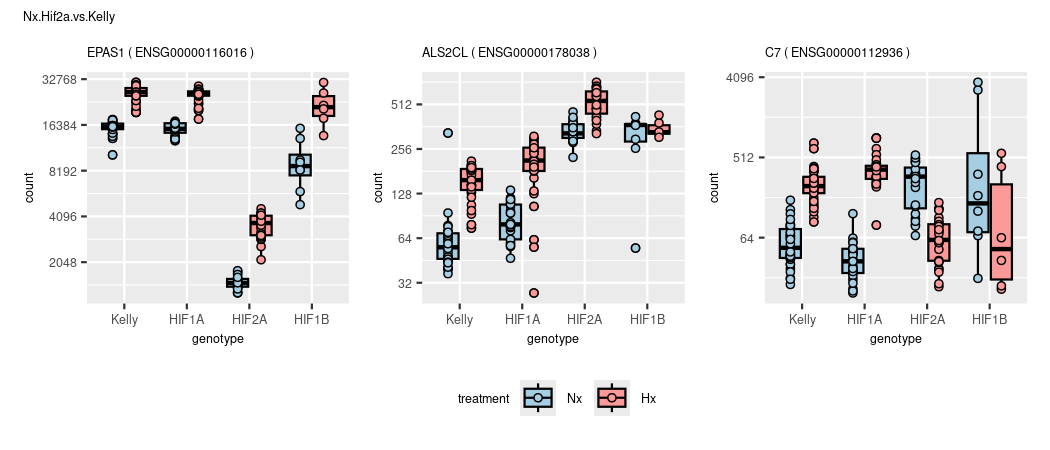 Nx.Hif2a.vs.Kelly
EPAS1 ( ENSG00000116016 )
32768
16384
8192
4096
2048
count
Kelly HIF1A HIF2A HIF1B
genotype
ALS2CL ( ENSG00000178038 )
512
256
128
64
32
count
Kelly HIF1A HIF2A HIF1B
genotype
C7 ( ENSG00000112936 )
4096
512
64
count
Kelly HIF1A HIF2A HIF1B
genotype
treatment Nx Hx